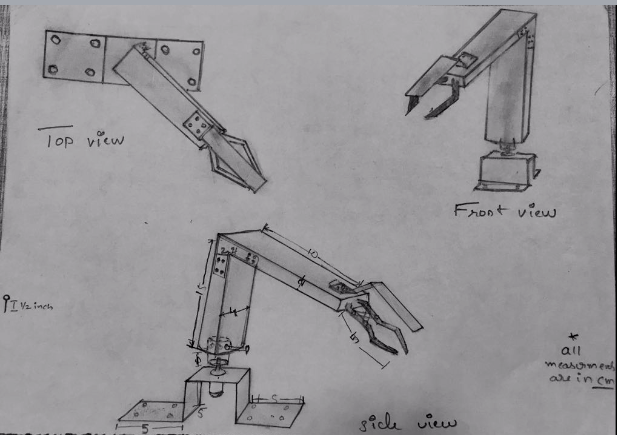 Top view
Front view
10
15
4
1/2 inch
5
5
5
side view
*
all
measurement
are in cm